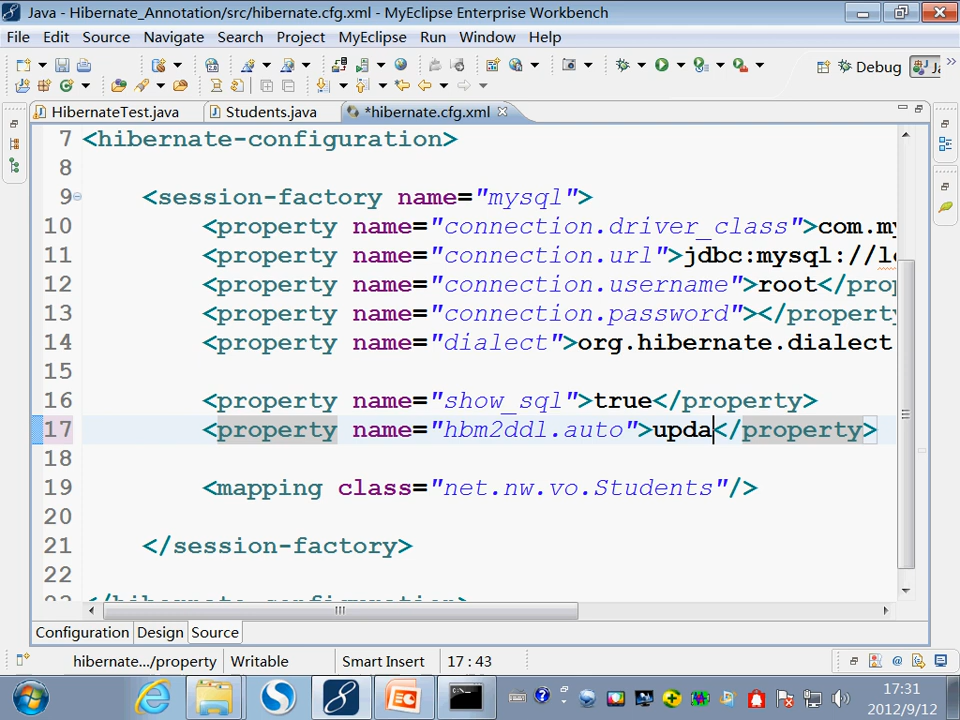 Java - Hibernate_Annotation/src/hibernate.cfg.xml - MyEclipse Enterprise Workbench
File Edit Source Navigate Search Project MyEclipse Run Window Help
Debug
HibernateTest.java Students.java *hibernate.cfg.xml
7 <hibernate-configuration>
8
9 <session-factory name="mysql">
10 <property name="connection.driver_class">com.my
11 <property name="connection.url">jdbc:mysql://lo
12 <property name="connection.username">root</prop
13 <property name="connection.password"></property
14 <property name="dialect">org.hibernate.dialect
15
16 <property name="show_sql">true</property>
17 <property name="hbm2ddl.auto">upda</property>
18
19 <mapping class="net.nw.vo.Students"/>
20
21 </session-factory>
22
23 </hibernate-configuration>
Configuration Design Source
hibernate.../property Writable Smart Insert 17 : 43
17:31
2012/9/12